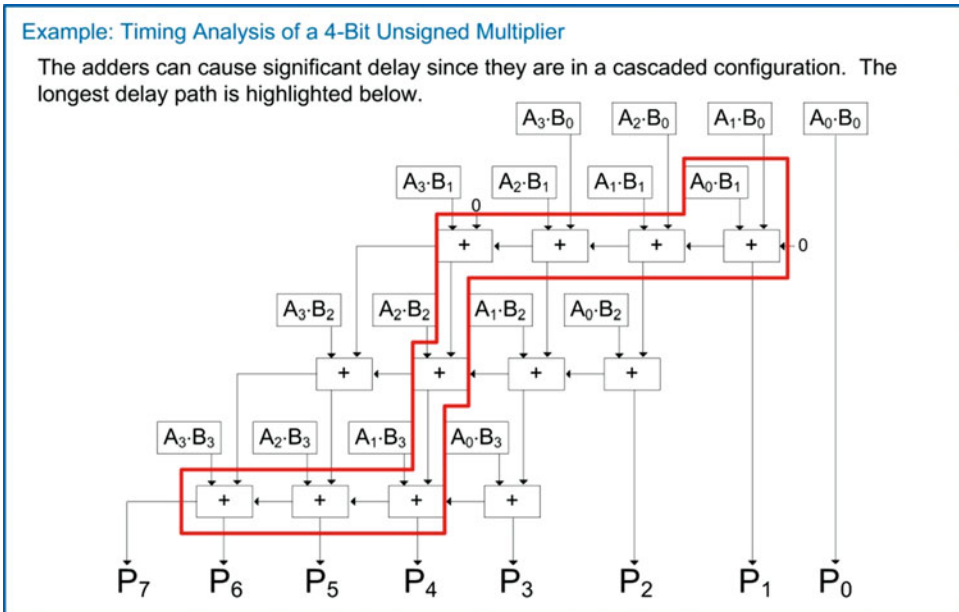 Example: Timing Analysis of a 4-Bit Unsigned Multiplier
The adders can cause significant delay since they are in a cascaded configuration.  The
longest delay path is highlighted below.
A₃·B₀ A₂·B₀ A₁·B₀ A₀·B₀
A₃·B₁ A₂·B₁ A₁·B₁ A₀·B₁
0
+ + + + 0
A₃·B₂ A₂·B₂ A₁·B₂ A₀·B₂
+ + + +
A₃·B₃ A₂·B₃ A₁·B₃ A₀·B₃
+ + + +
P₇ P₆ P₅ P₄ P₃ P₂ P₁ P₀